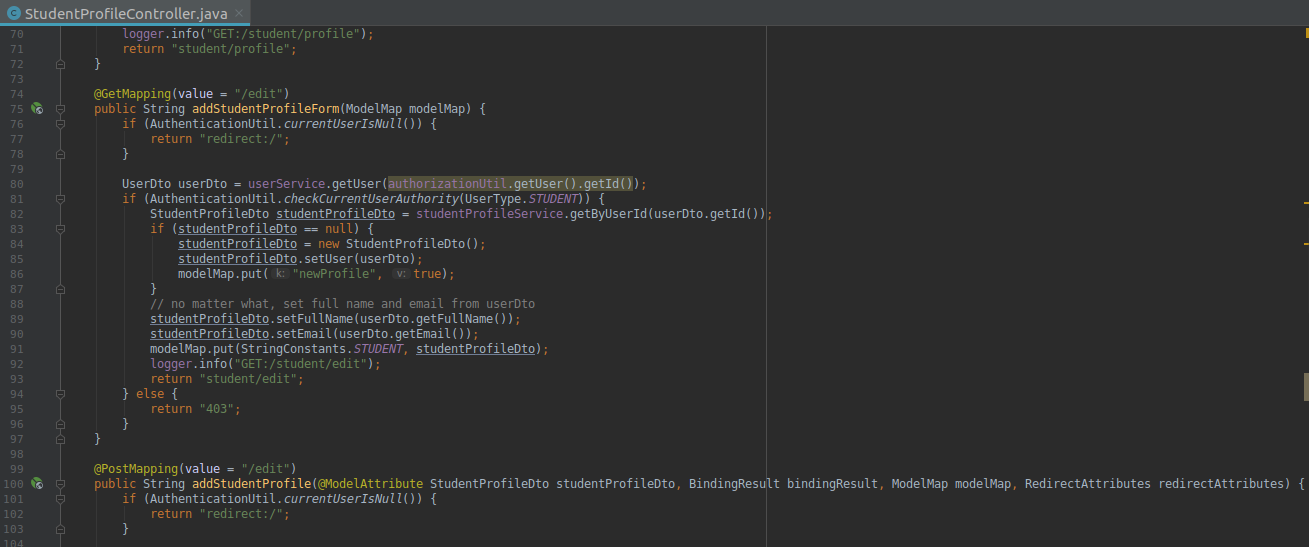 StudentProfileController.java
70 logger.info("GET:/student/profile");
71 return "student/profile";
72 }
73
74 @GetMapping(value = "/edit")
75 public String addStudentProfileForm(ModelMap modelMap) {
76 if (AuthenticationUtil.currentUserIsNull()) {
77 return "redirect:/";
78 }
79
80 UserDto userDto = userService.getUser(authorizationUtil.getUser().getId());
81 if (AuthenticationUtil.checkCurrentUserAuthority(UserType.STUDENT)) {
82 StudentProfileDto studentProfileDto = studentProfileService.getByUserId(userDto.getId());
83 if (studentProfileDto == null) {
84 studentProfileDto = new StudentProfileDto();
85 studentProfileDto.setUser(userDto);
86 modelMap.put( k: "newProfile", v: true);
87 }
88 // no matter what, set full name and email from userDto
89 studentProfileDto.setFullName(userDto.getFullName());
90 studentProfileDto.setEmail(userDto.getEmail());
91 modelMap.put(StringConstants.STUDENT, studentProfileDto);
92 logger.info("GET:/student/edit");
93 return "student/edit";
94 } else {
95 return "403";
96 }
97 }
98
99 @PostMapping(value = "/edit")
100 public String addStudentProfile(@ModelAttribute StudentProfileDto studentProfileDto, BindingResult bindingResult, ModelMap modelMap, RedirectAttributes redirectAttributes) {
101 if (AuthenticationUtil.currentUserIsNull()) {
102 return "redirect:/";
103 }
104